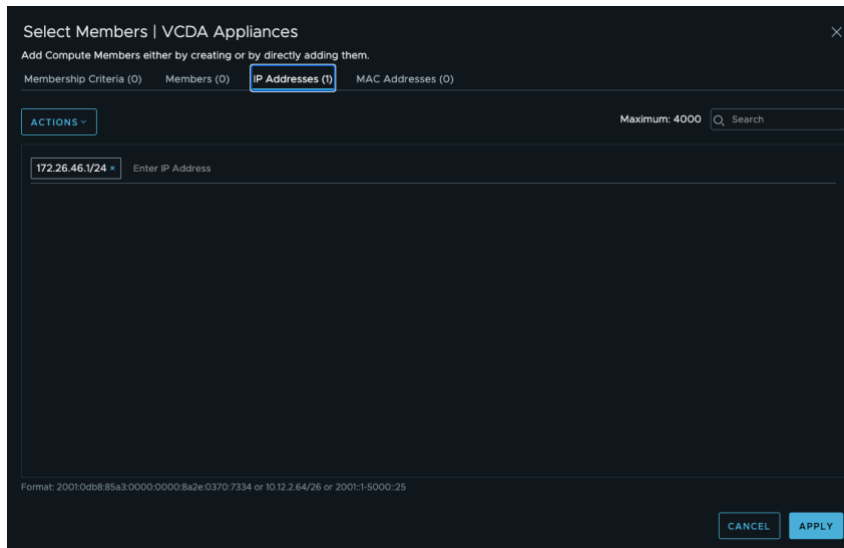 Select Members | VCDA Appliances
Add Compute Members either by creating or by directly adding them.
Membership Criteria (0) Members (0) IP Addresses (1) MAC Addresses (0)
ACTIONS Maximum: 4000 Search
172.26.46.1/24 × Enter IP Address
Format: 2001:0db8:85a3:0000:0000:8a2e:0370:7334 or 10.12.2.64/26 or 2001::1-5000::25
CANCEL APPLY